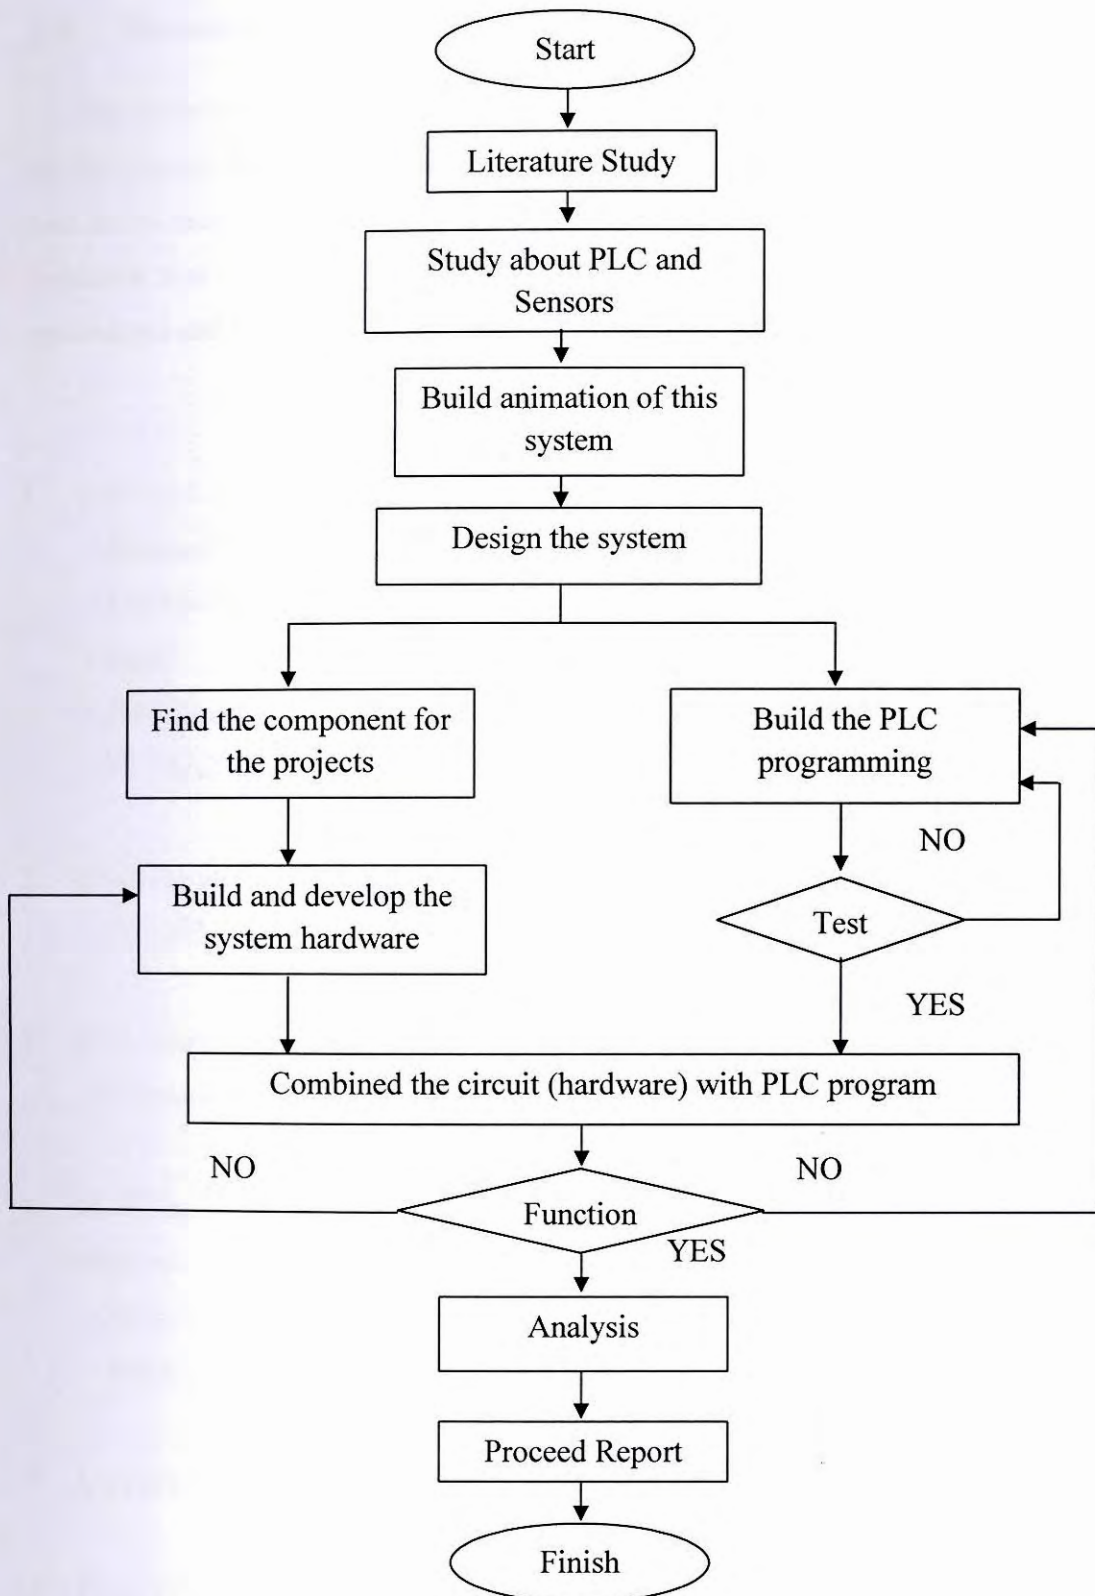 Start
Literature Study
Study about PLC and
Sensors
Build animation of this
system
Design the system
Find the component for
the projects
Build the PLC
programming
NO
Build and develop the
system hardware
Test
YES
Combined the circuit (hardware) with PLC program
NO
NO
Function
YES
Analysis
Proceed Report
Finish